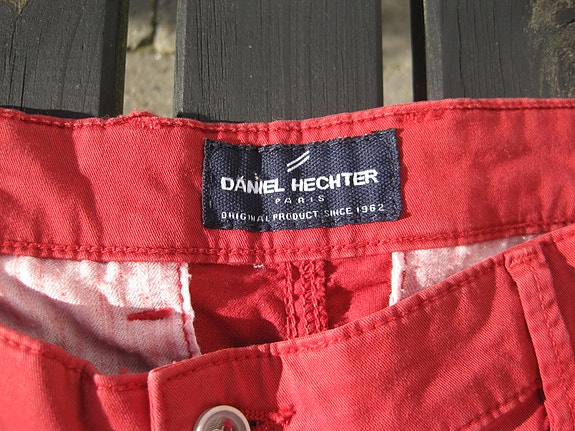 DANIEL HECHTER
PARIS
ORIGINAL PRODUCT SINCE 1962